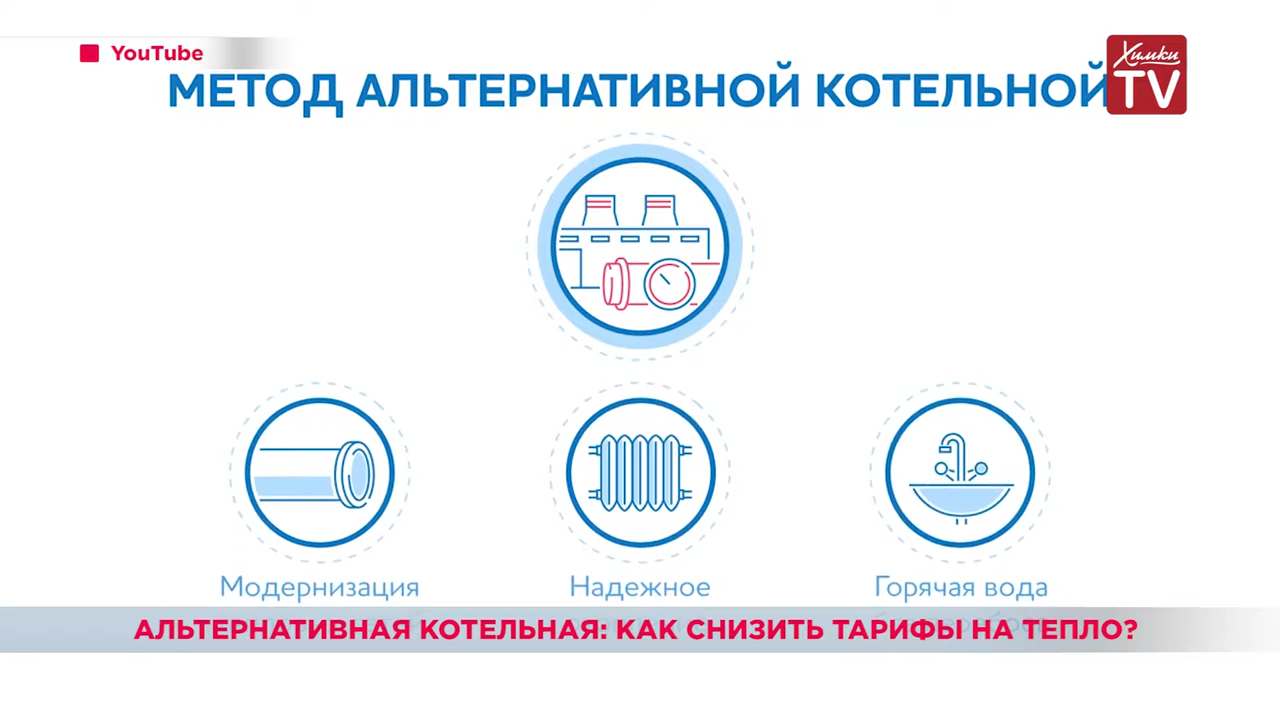 YouTube
Химки
TV
МЕТОД АЛЬТЕРНАТИВНОЙ КОТЕЛЬНОЙ
Модернизация
Надежное
Горячая вода
АЛЬТЕРНАТИВНАЯ КОТЕЛЬНАЯ: КАК СНИЗИТЬ ТАРИФЫ НА ТЕПЛО?